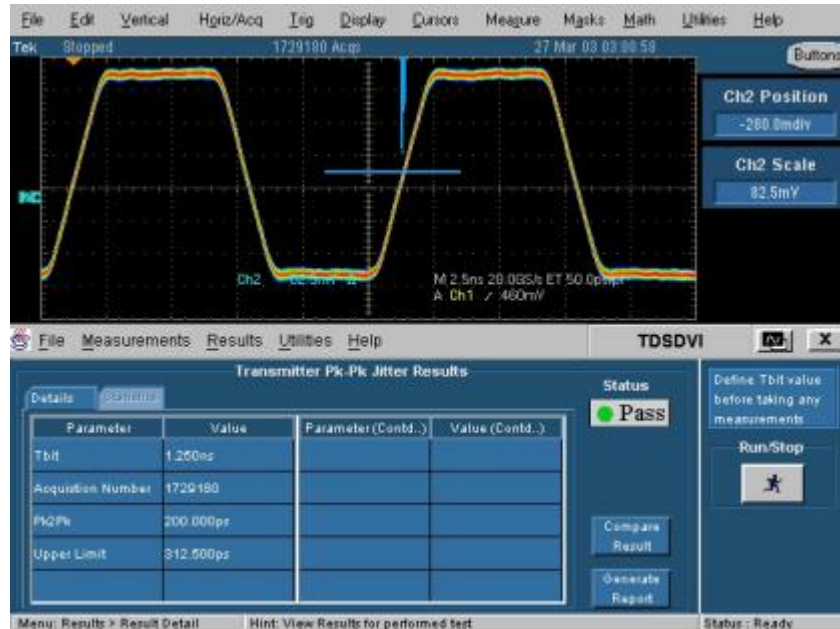 File Edit Vertical Horiz/Acq Trig Display Cursors Measure Masks Math Utilities Help
Tek Stopped 1729180 Acqs 27 Mar 03 03:00:58
Buttons
Ch2 Position
-280.0mdiv
Ch2 Scale
82.5mV
Ch2 82.5mV Ω M 2.5ns 20.0GS/s ET 50.0ps/pt
A Ch1 / 460mV
File Measurements Results Utilities Help TDSDVI X
Transmitter Pk-Pk Jitter Results
Details Statistics
Status
Pass
Define Tbit value
before taking any
measurements
Run/Stop
Parameter Value Parameter(Contd..) Value (Contd..)
Tbit 1.250ns
Acquistion Number 1729180
Pk2Pk 200.000ps
Upper Limit 312.500ps
Compare
Result
Generate
Report
Menu: Results > Result Detail Hint: View Results for performed test Status : Ready